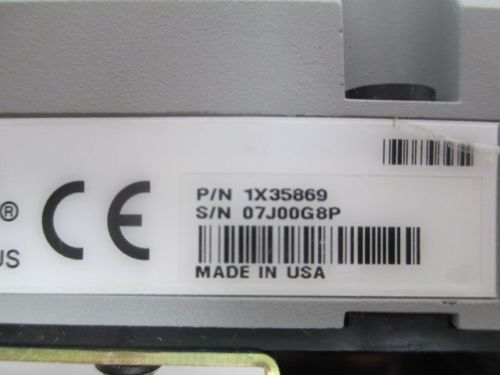 P/N 1X35869
S/N 07J00G8P
MADE IN USA
CE
®
US